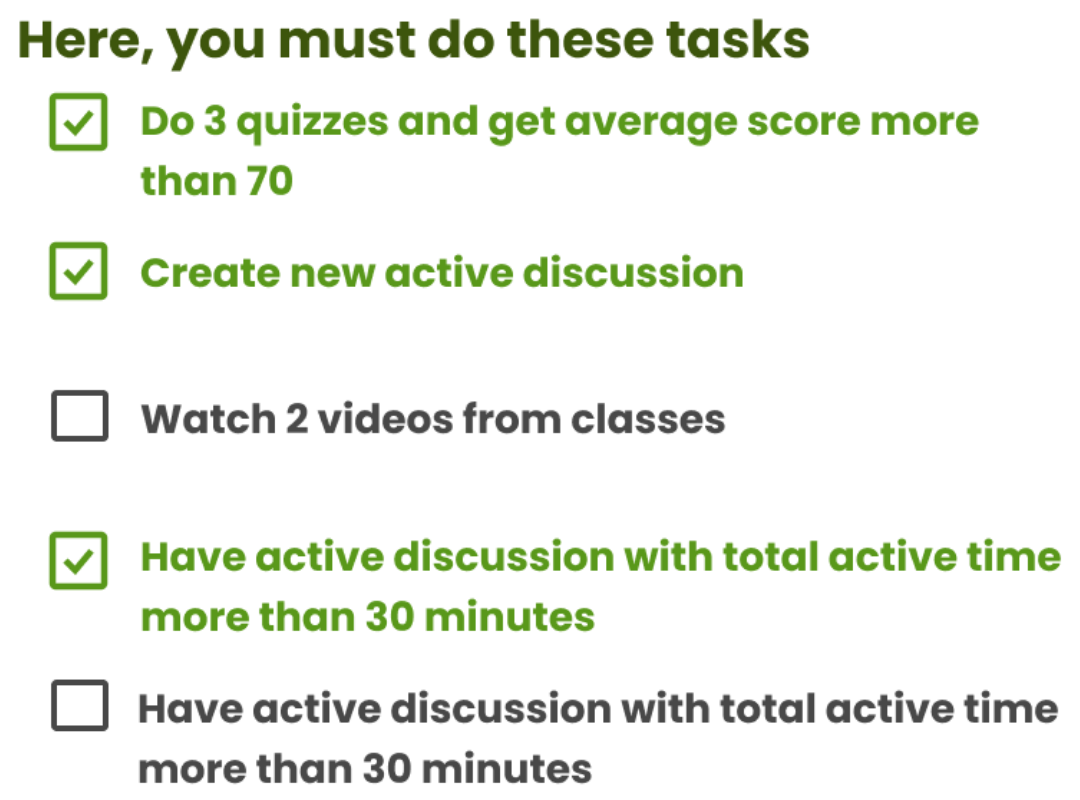 Here, you must do these tasks
Do 3 quizzes and get average score more
than 70
Create new active discussion
Watch 2 videos from classes
Have active discussion with total active time
more than 30 minutes
Have active discussion with total active time
more than 30 minutes